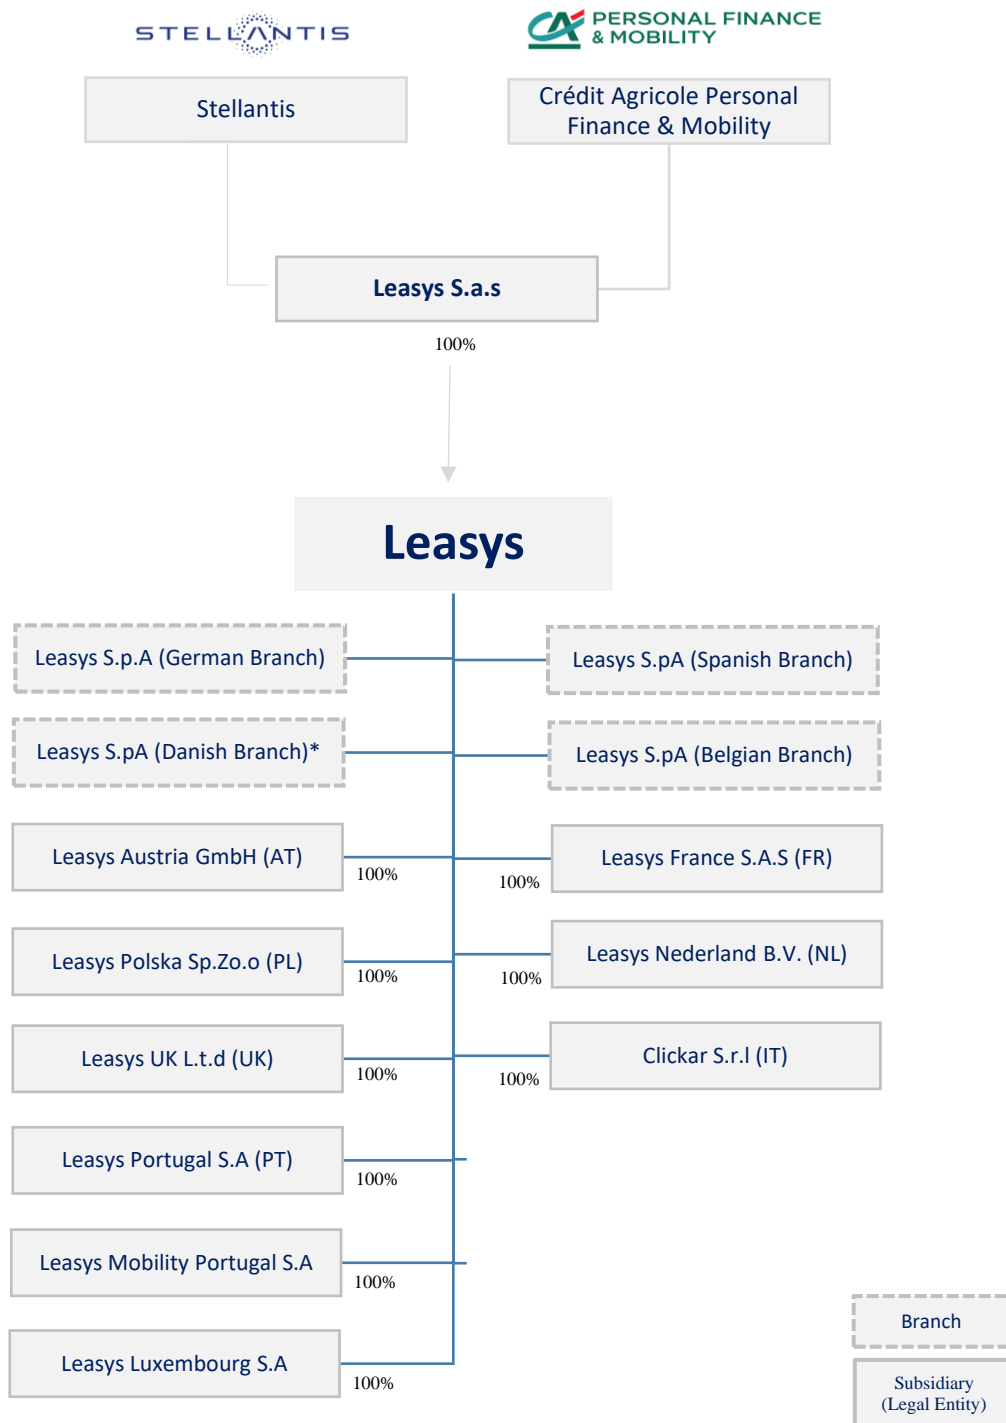 STELLANTIS
CA PERSONAL FINANCE
& MOBILITY
Stellantis
Crédit Agricole Personal
Finance & Mobility
Leasys S.a.s
100%
Leasys
Leasys S.p.A (German Branch)
Leasys S.pA (Spanish Branch)
Leasys S.pA (Danish Branch)*
Leasys S.pA (Belgian Branch)
Leasys Austria GmbH (AT)
100%
Leasys France S.A.S (FR)
100%
Leasys Polska Sp.Zo.o (PL)
100%
Leasys Nederland B.V. (NL)
100%
Leasys UK L.t.d (UK)
100%
Clickar S.r.l (IT)
100%
Leasys Portugal S.A (PT)
100%
Leasys Mobility Portugal S.A
100%
Leasys Luxembourg S.A
100%
Branch
Subsidiary
(Legal Entity)